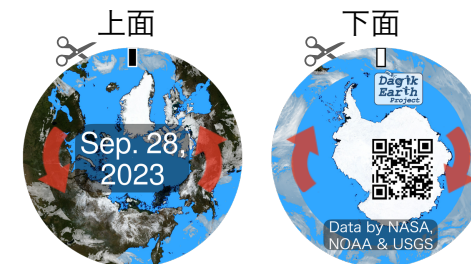 上面
下面
Sep. 28,
2023
Dagik
Earth
Project
Data by NASA,
NOAA & USGS